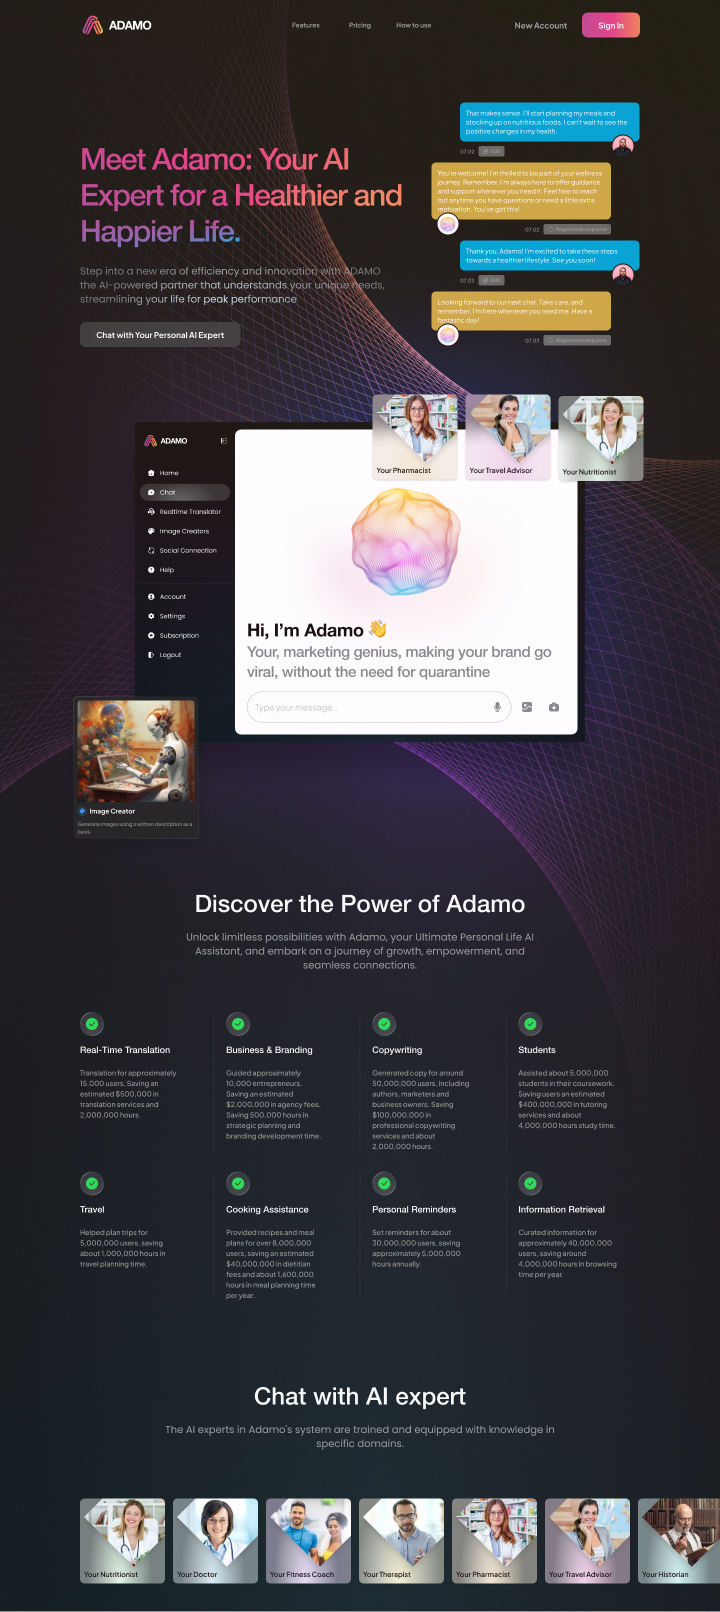 ADAMO
Features
Pricing
How to use
New Account
Sign In
Meet Adamo: Your AI
Expert for a Healthier and
Happier Life.
Step into a new era of efficiency and innovation with ADAMO
the AI-powered partner that understands your unique needs,
streamlining your life for peak performance
Chat with Your Personal AI Expert
That makes sense. I'll start planning my meals and
stocking up on nutritious foods. I can't wait to see the
positive changes in my health.
07:02
Edit
You're welcome! I'm thrilled to be part of your wellness
journey. Remember, I'm always here to offer guidance
and support whenever you need it. Feel free to reach
out anytime you have questions or need a little extra
motivation. You've got this!
07:02
Regenerate response
Thank you, Adamo! I'm excited to take these steps
towards a healthier lifestyle. See you soon!
07:03
Edit
Looking forward to our next chat. Take care, and
remember, I'm here whenever you need me. Have a
fantastic day!
07:03
Regenerate response
ADAMO
Home
Chat
Realtime Translator
Image Creators
Social Connection
Help
Account
Settings
Subscription
Logout
Your Pharmacist
Your Travel Advisor
Your Nutritionist
Hi, I'm Adamo 👋
Your, marketing genius, making your brand go
viral, without the need for quarantine
Type your message...
Image Creator
Generate images using a written description as a
basis.
Discover the Power of Adamo
Unlock limitless possibilities with Adamo, your Ultimate Personal Life AI
Assistant, and embark on a journey of growth, empowerment, and
seamless connections.
Real-Time Translation
Translation for approximately
15,000 users. Saving an
estimated $500,000 in
translation services and
2,000,000 hours.
Business & Branding
Guided approximately
10,000 entrepreneurs.
Saving an estimated
$2,000,000 in agency fees.
Saving 500,000 hours in
strategic planning and
branding development time.
Copywriting
Generated copy for around
50,000,000 users, including
authors, marketers and
business owners. Saving
$100,000,000 in
professional copywriting
services and about
2,000,000 hours.
Students
Assisted about 5,000,000
students in their coursework.
Saving users an estimated
$400,000,000 in tutoring
services and about
4,000,000 hours study time.
Travel
Helped plan trips for
5,000,000 users, saving
about 1,000,000 hours in
travel planning time.
Cooking Assistance
Provided recipes and meal
plans for over 8,000,000
users, saving an estimated
$40,000,000 in dietitian
fees and about 1,600,000
hours in meal planning time
per year.
Personal Reminders
Set reminders for about
30,000,000 users, saving
approximately 5,000,000
hours annually.
Information Retrieval
Curated information for
approximately 40,000,000
users, saving around
4,000,000 hours in browsing
time per year.
Chat with AI expert
The AI experts in Adamo's system are trained and equipped with knowledge in
specific domains.
Your Nutritionist
Your Doctor
Your Fitness Coach
Your Therapist
Your Pharmacist
Your Travel Advisor
Your Historian